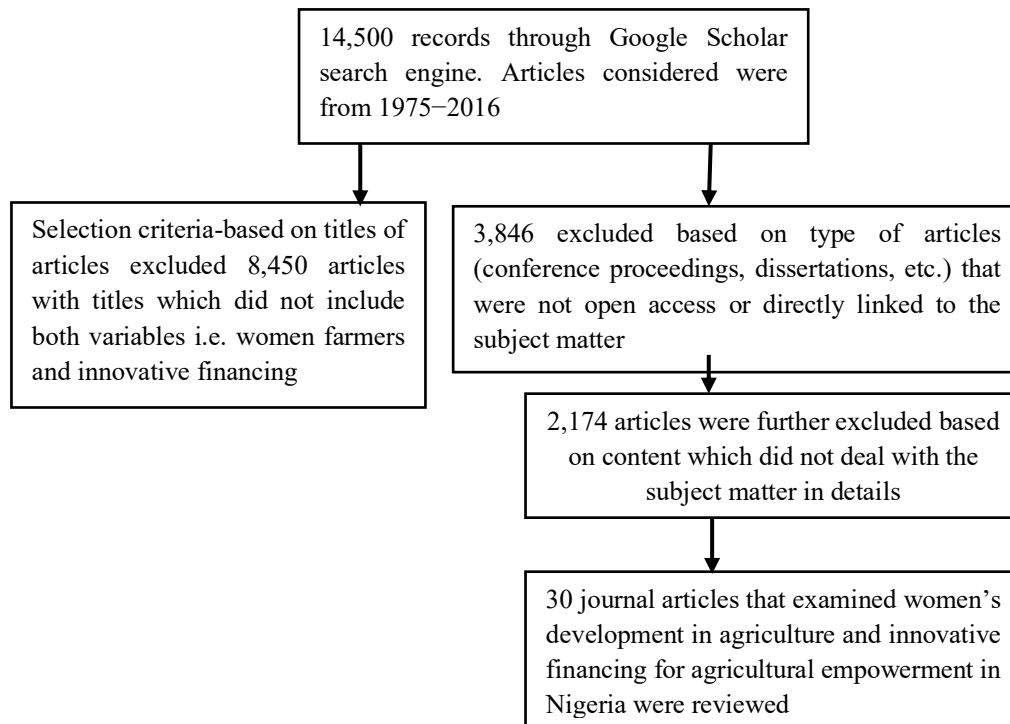 14,500 records through Google Scholar
search engine. Articles considered were
from 1975−2016
Selection criteria-based on titles of
articles excluded 8,450 articles
with titles which did not include
both variables i.e. women farmers
and innovative financing
3,846 excluded based on type of articles
(conference proceedings, dissertations, etc.) that
were not open access or directly linked to the
subject matter
2,174 articles were further excluded based
on content which did not deal with the
subject matter in details
30 journal articles that examined women’s
development in agriculture and innovative
financing for agricultural empowerment in
Nigeria were reviewed